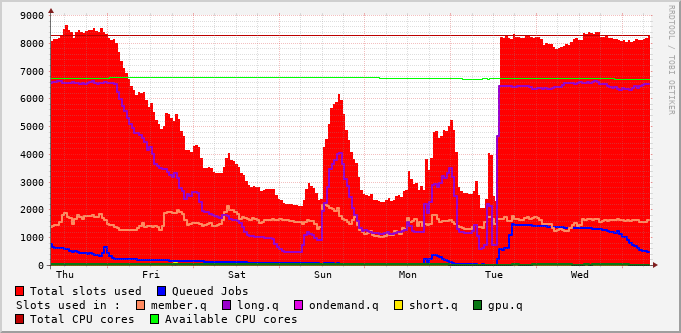 9000
8000
7000
6000
5000
4000
3000
2000
1000
0
Thu Fri Sat Sun Mon Tue Wed
RRDTOOL / TOBI OETIKER
Total slots used Queued Jobs
Slots used in : member.q long.q ondemand.q short.q gpu.q
Total CPU cores Available CPU cores